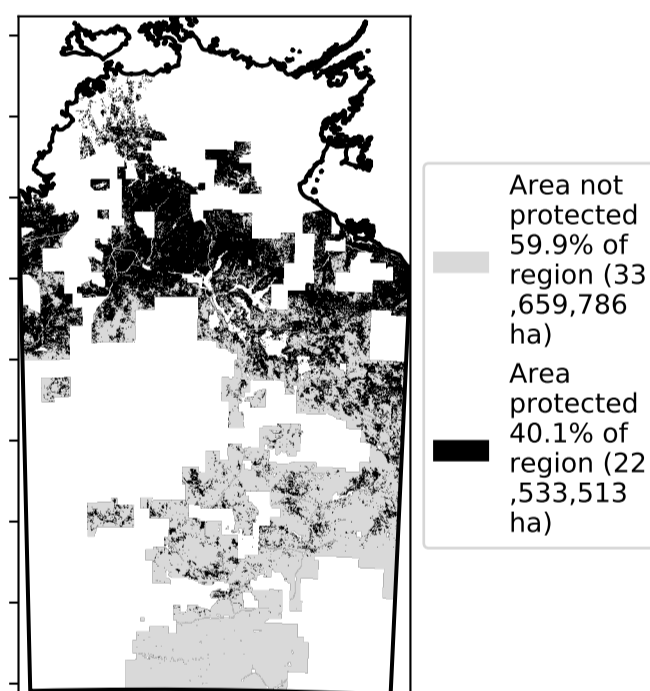 Area not
protected
59.9% of
region (33
,659,786
ha)
Area
protected
40.1% of
region (22
,533,513
ha)